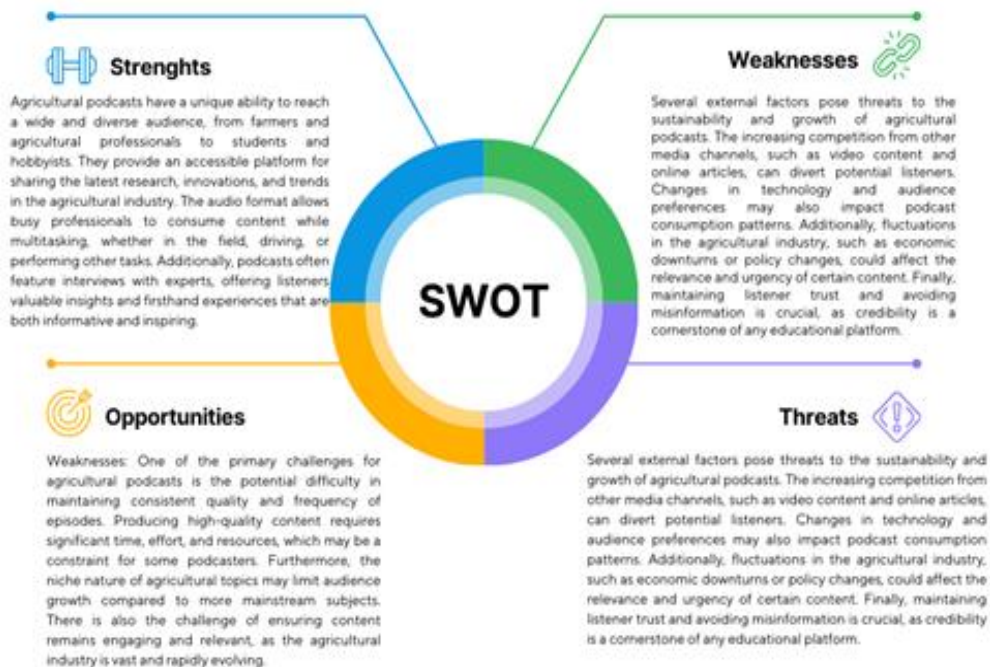 Strenghts
Agricultural podcasts have a unique ability to reach
a wide and diverse audience, from farmers and
agricultural professionals to students and
hobbyists. They provide an accessible platform for
sharing the latest research, innovations, and trends
in the agricultural industry. The audio format allows
busy professionals to consume content while
multitasking, whether in the field, driving, or
performing other tasks. Additionally, podcasts often
feature interviews with experts, offering listeners
valuable insights and firsthand experiences that are
both informative and inspiring.
Weaknesses
Several external factors pose threats to the
sustainability and growth of agricultural
podcasts. The increasing competition from other
media channels, such as video content and
online articles, can divert potential listeners.
Changes in technology and audience
preferences may also impact podcast
consumption patterns. Additionally, fluctuations
in the agricultural industry, such as economic
downturns or policy changes, could affect the
relevance and urgency of certain content. Finally,
maintaining listener trust and avoiding
misinformation is crucial, as credibility is a
cornerstone of any educational platform.
SWOT
Opportunities
Weaknesses: One of the primary challenges for
agricultural podcasts is the potential difficulty in
maintaining consistent quality and frequency of
episodes. Producing high-quality content requires
significant time, effort, and resources, which may be a
constraint for some podcasters. Furthermore, the
niche nature of agricultural topics may limit audience
growth compared to more mainstream subjects.
There is also the challenge of ensuring content
remains engaging and relevant, as the agricultural
industry is vast and rapidly evolving.
Threats
Several external factors pose threats to the sustainability and
growth of agricultural podcasts. The increasing competition from
other media channels, such as video content and online articles,
can divert potential listeners. Changes in technology and
audience preferences may also impact podcast consumption
patterns. Additionally, fluctuations in the agricultural industry,
such as economic downturns or policy changes, could affect the
relevance and urgency of certain content. Finally, maintaining
listener trust and avoiding misinformation is crucial, as credibility
is a cornerstone of any educational platform.